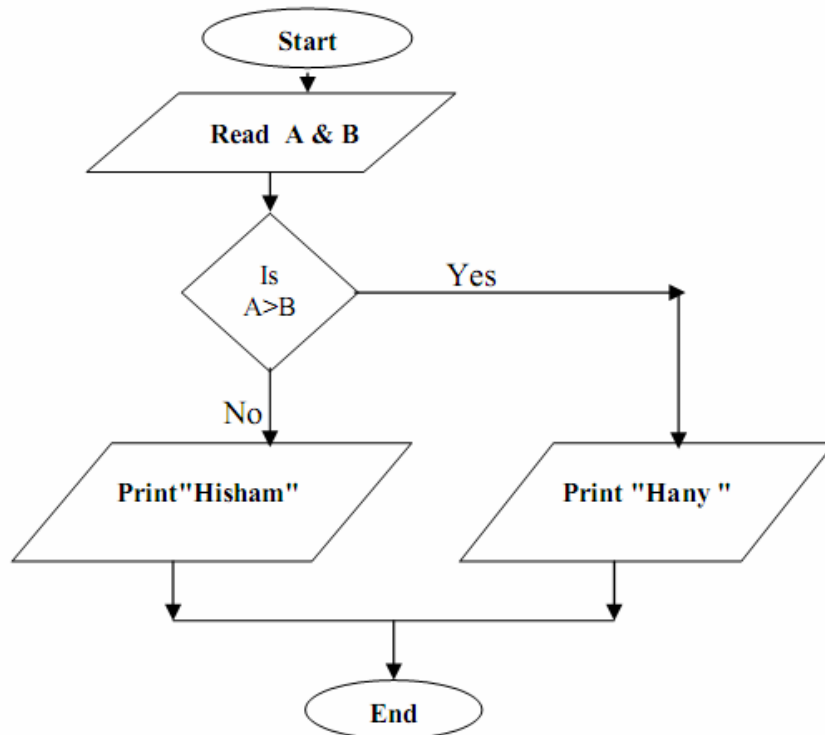 Start
Read A & B
Is
A>B
Yes
No
Print"Hisham"
Print "Hany "
End